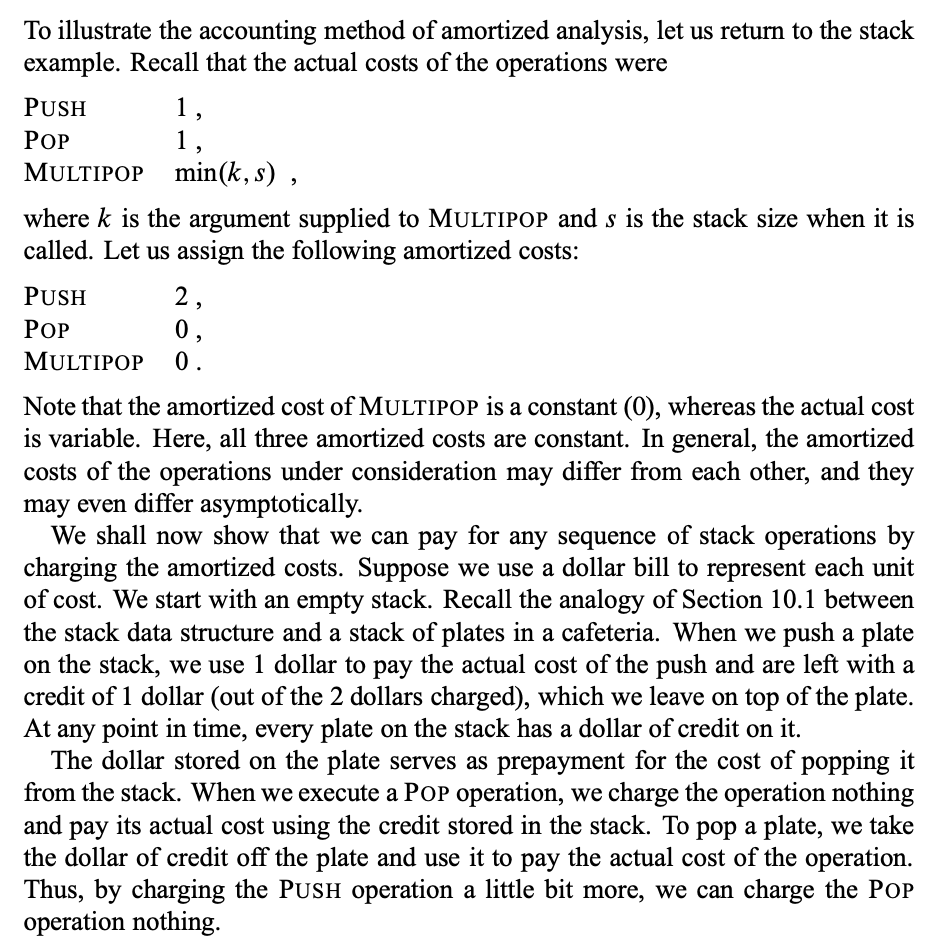 To illustrate the accounting method of amortized analysis, let us return to the stack
example. Recall that the actual costs of the operations were
PUSH 1 ,
POP 1 ,
MULTIPOP min(k, s) ,
where k is the argument supplied to MULTIPOP and s is the stack size when it is
called. Let us assign the following amortized costs:
PUSH 2 ,
POP 0 ,
MULTIPOP 0 .
Note that the amortized cost of MULTIPOP is a constant (0), whereas the actual cost
is variable. Here, all three amortized costs are constant. In general, the amortized
costs of the operations under consideration may differ from each other, and they
may even differ asymptotically.
We shall now show that we can pay for any sequence of stack operations by
charging the amortized costs. Suppose we use a dollar bill to represent each unit
of cost. We start with an empty stack. Recall the analogy of Section 10.1 between
the stack data structure and a stack of plates in a cafeteria. When we push a plate
on the stack, we use 1 dollar to pay the actual cost of the push and are left with a
credit of 1 dollar (out of the 2 dollars charged), which we leave on top of the plate.
At any point in time, every plate on the stack has a dollar of credit on it.
The dollar stored on the plate serves as prepayment for the cost of popping it
from the stack. When we execute a POP operation, we charge the operation nothing
and pay its actual cost using the credit stored in the stack. To pop a plate, we take
the dollar of credit off the plate and use it to pay the actual cost of the operation.
Thus, by charging the PUSH operation a little bit more, we can charge the POP
operation nothing.